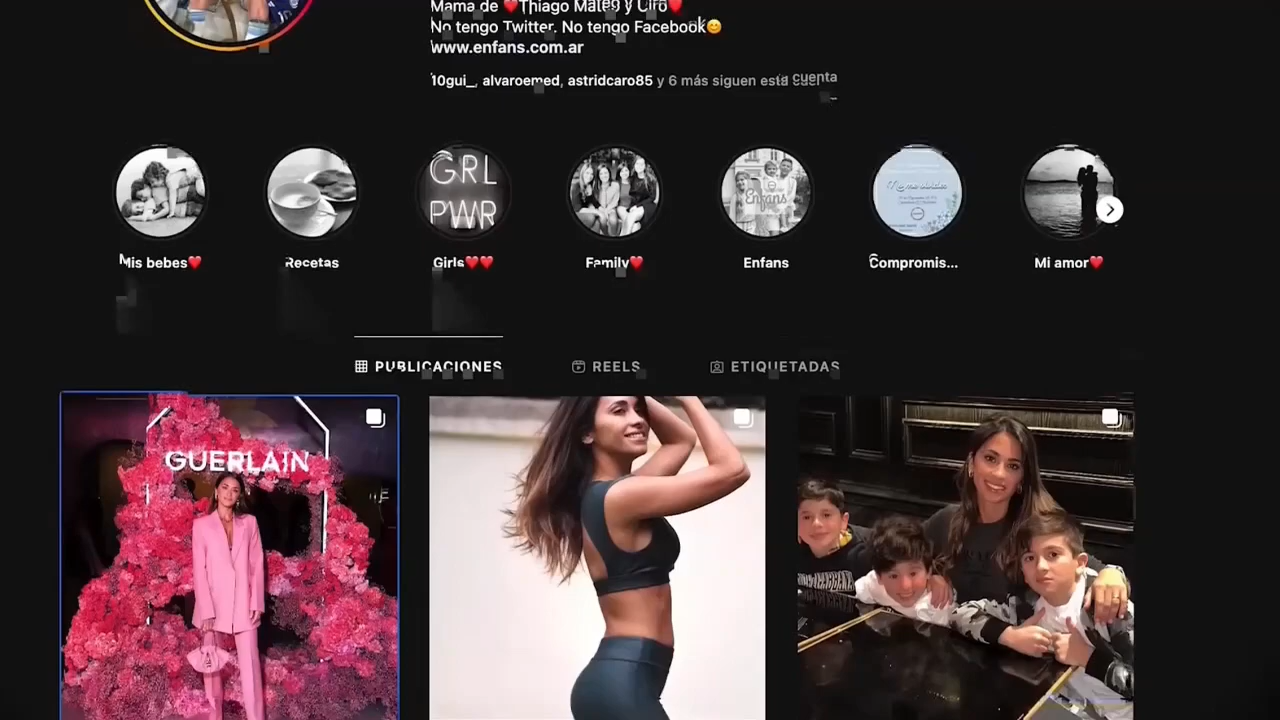 Mama de ❤️Thiago Mateo y Ciro❤️
No tengo Twitter. No tengo Facebook😊
www.enfans.com.ar
10gui_, alvaroemed, astridcaro85 y 6 más siguen esta cuenta
GRL
PWR
Enfans
Mis bebes❤️
Recetas
Girls❤️❤️
Family❤️
Enfans
Compromis...
Mi amor❤️
PUBLICACIONES
REELS
ETIQUETADAS
GUERLAIN